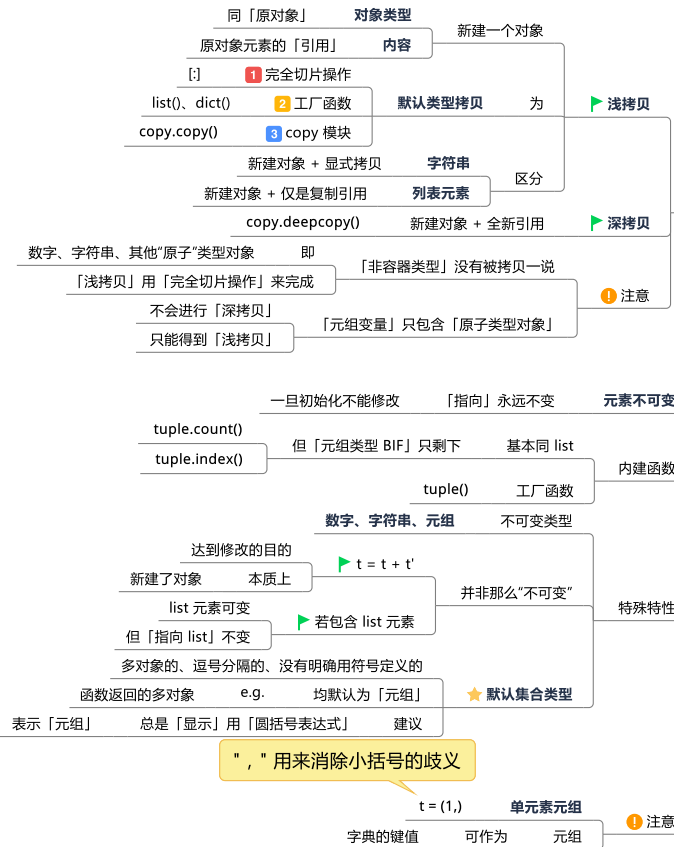 同「原对象」 对象类型
新建一个对象
原对象元素的「引用」 内容
[:] 1 完全切片操作
list()、dict() 2 工厂函数 默认类型拷贝 为 浅拷贝
copy.copy() 3 copy 模块
新建对象 + 显式拷贝 字符串
区分
新建对象 + 仅是复制引用 列表元素
copy.deepcopy() 新建对象 + 全新引用 深拷贝
数字、字符串、其他“原子”类型对象 即
「非容器类型」没有被拷贝一说
「浅拷贝」用「完全切片操作」来完成
! 注意
不会进行「深拷贝」
「元组变量」只包含「原子类型对象」
只能得到「浅拷贝」
一旦初始化不能修改 「指向」永远不变 元素不可变
tuple.count()
但「元组类型 BIF」只剩下 基本同 list
tuple.index()
内建函数
tuple() 工厂函数
数字、字符串、元组 不可变类型
达到修改的目的
t = t + t'
新建了对象 本质上
并非那么“不可变”
list 元素可变
特殊特性
若包含 list 元素
但「指向 list」不变
多对象的、逗号分隔的、没有明确用符号定义的
函数返回的多对象 e.g. 均默认为「元组」 默认集合类型
表示「元组」 总是「显示」用「圆括号表达式」 建议
" , " 用来消除小括号的歧义
t = (1,) 单元素元组
! 注意
字典的键值 可作为 元组